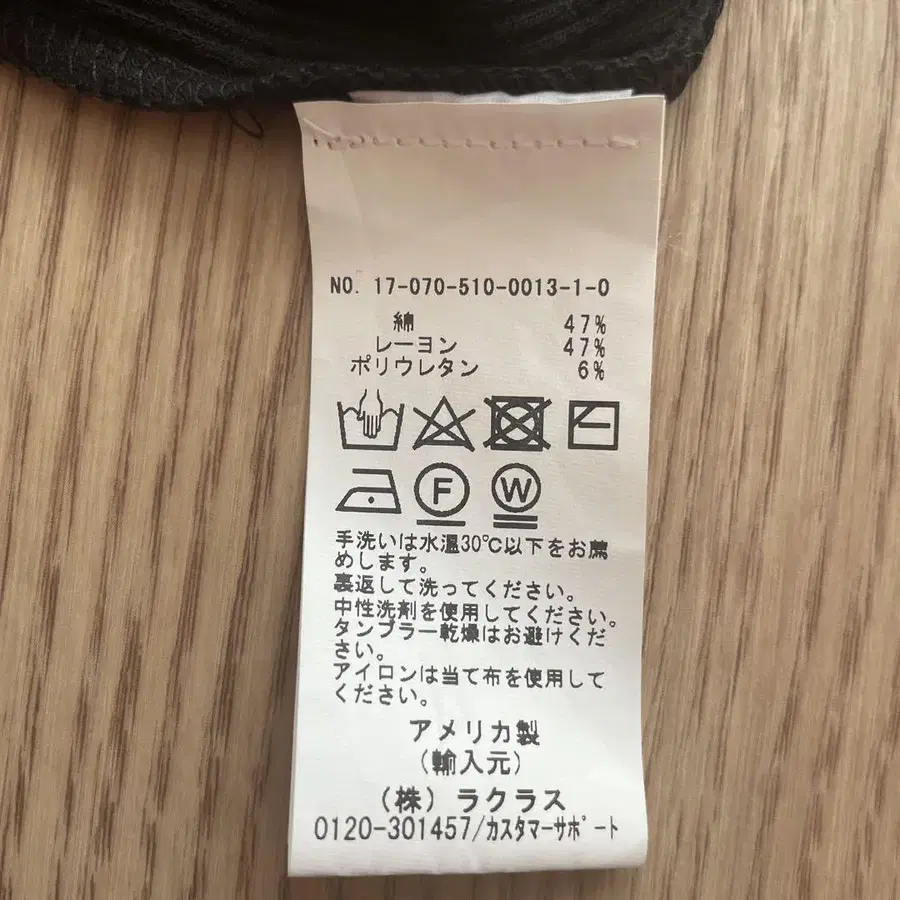 NO. 17-070-510-0013-1-0
綿 47%
レーヨン 47%
ポリウレタン 6%
F W
手洗いは水温30℃以下をお薦
めします。
裏返して洗ってください。
中性洗剤を使用してください。
タンブラー乾燥はお避けくだ
さい。
アイロンは当て布を使用して
ください。
アメリカ製
(輸入元)
(株) ラクラス
0120-301457/カスタマーサポート